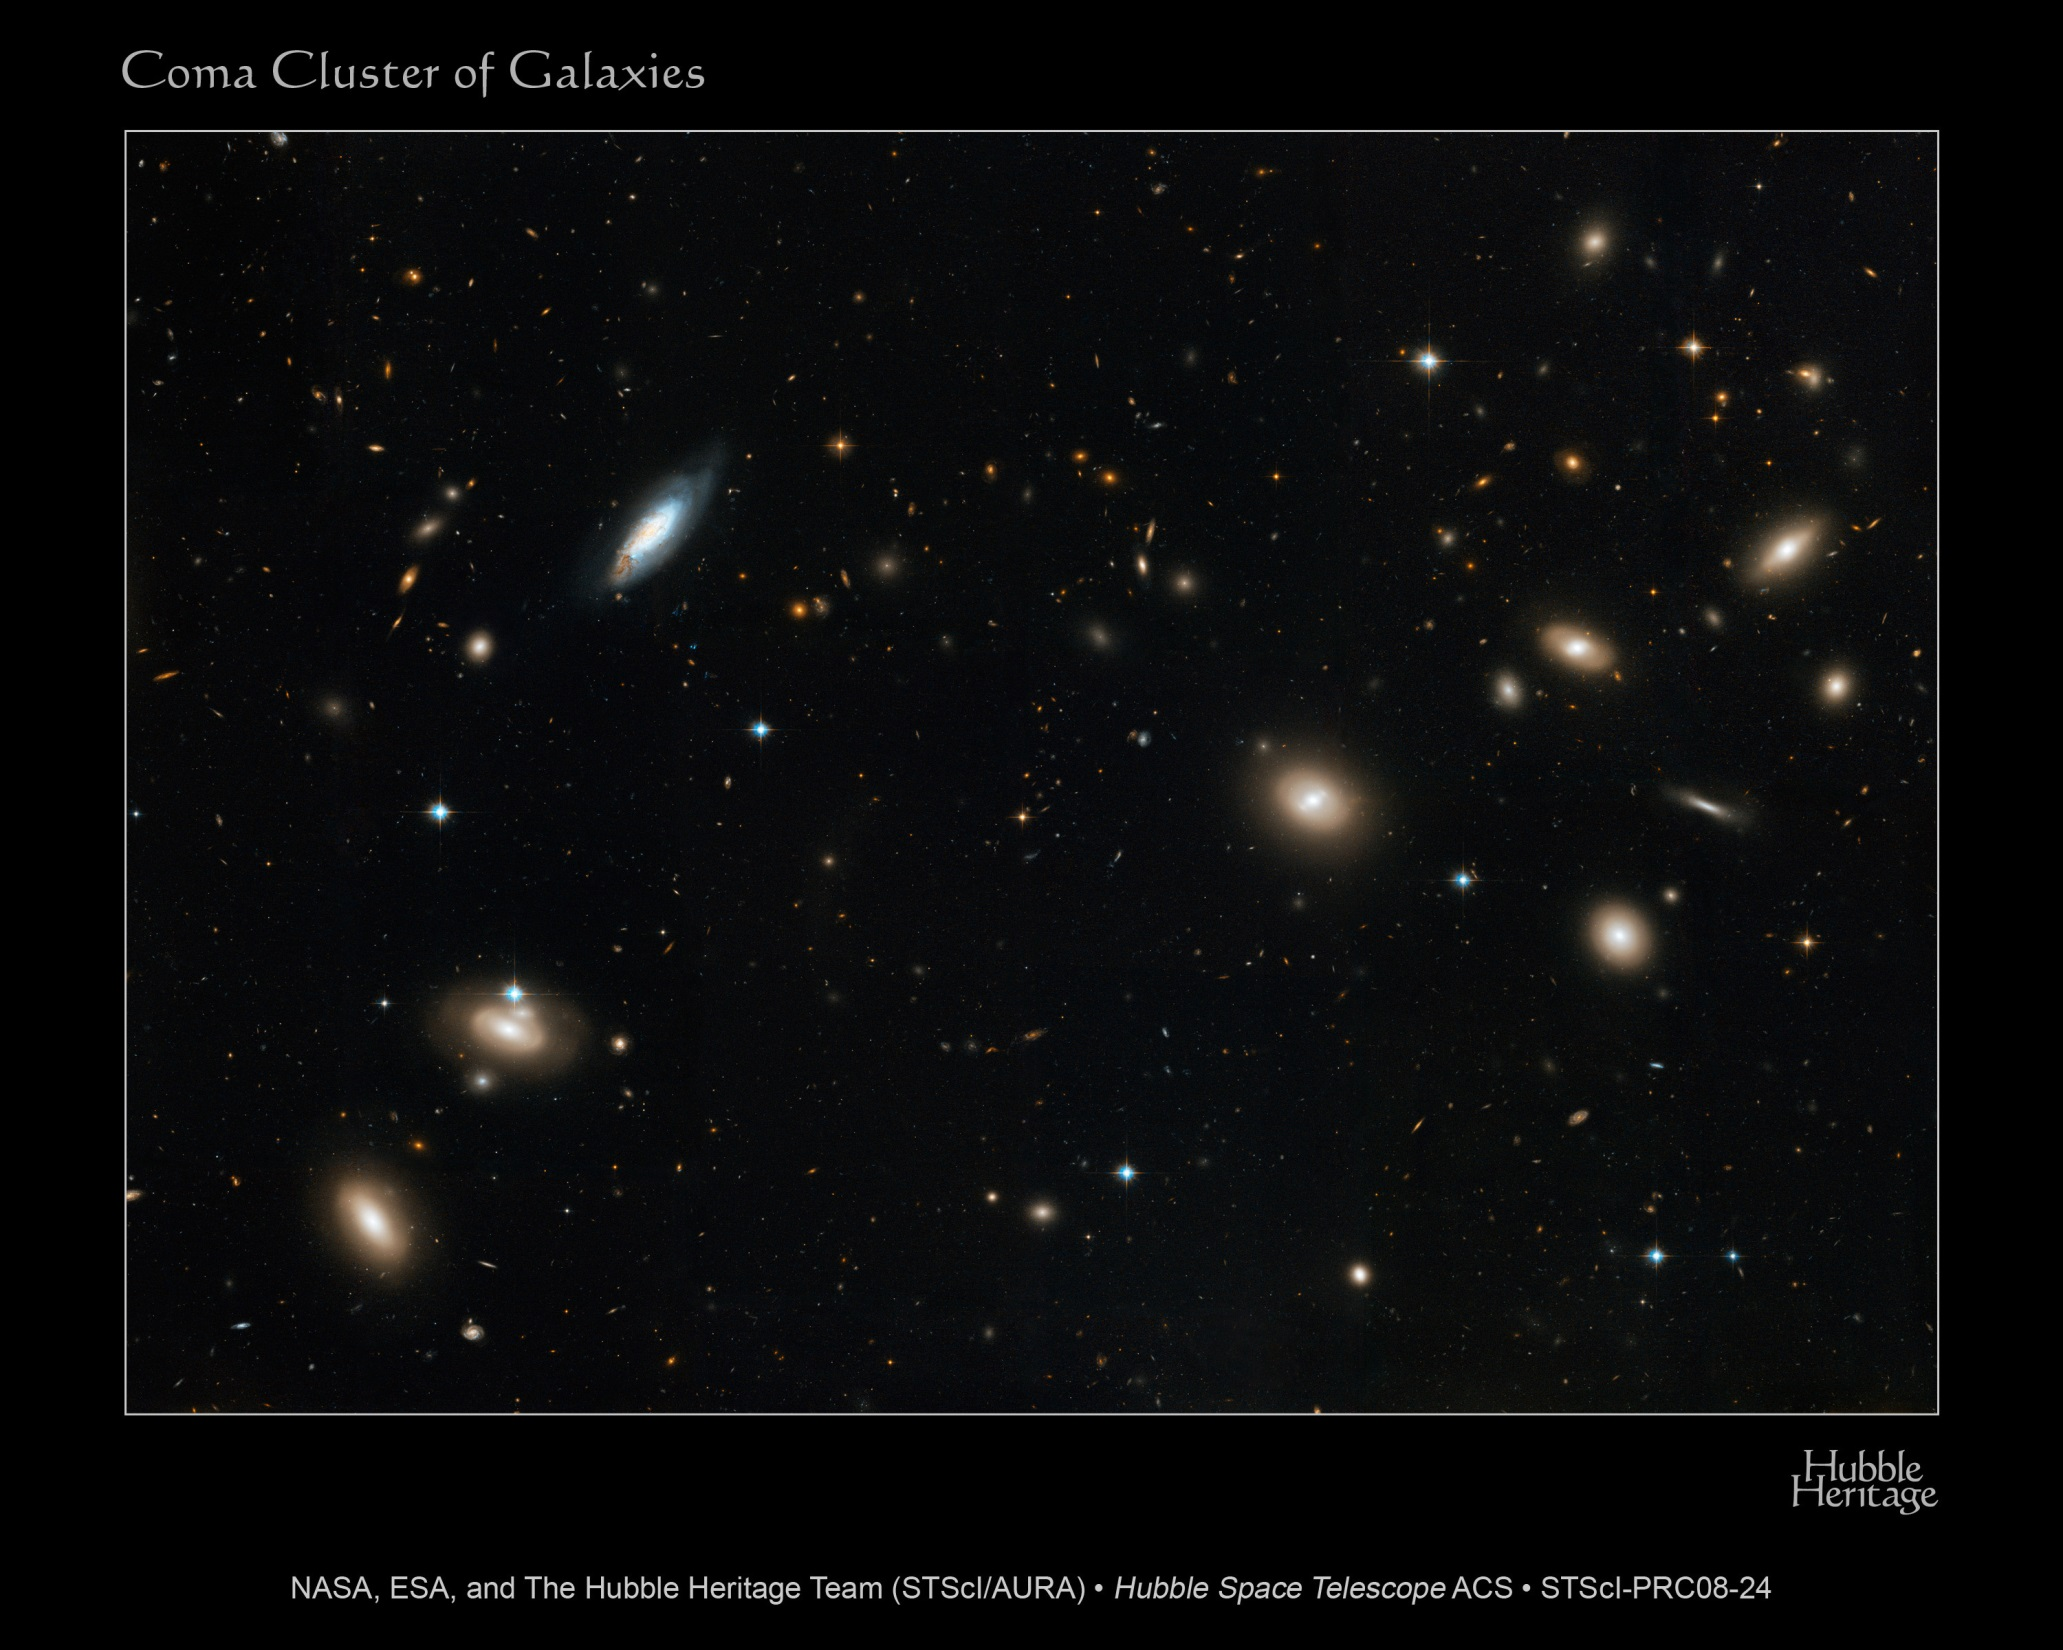 Coma Cluster of Galaxies
Hubble
Heritage
NASA, ESA, and The Hubble Heritage Team (STScI/AURA) • Hubble Space Telescope ACS • STScI-PRC08-24